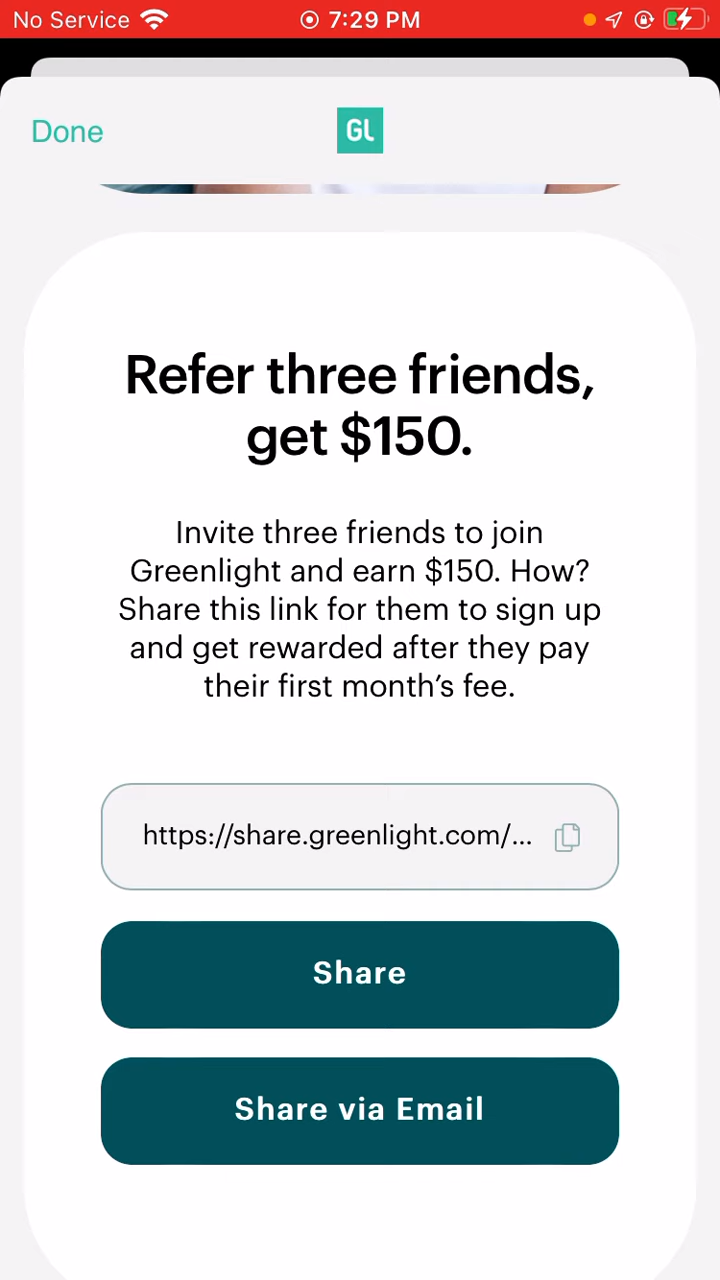 No Service 7:29 PM
Done GL
Refer three friends,
get $150.
Invite three friends to join
Greenlight and earn $150. How?
Share this link for them to sign up
and get rewarded after they pay
their first month’s fee.
https://share.greenlight.com/...
Share
Share via Email